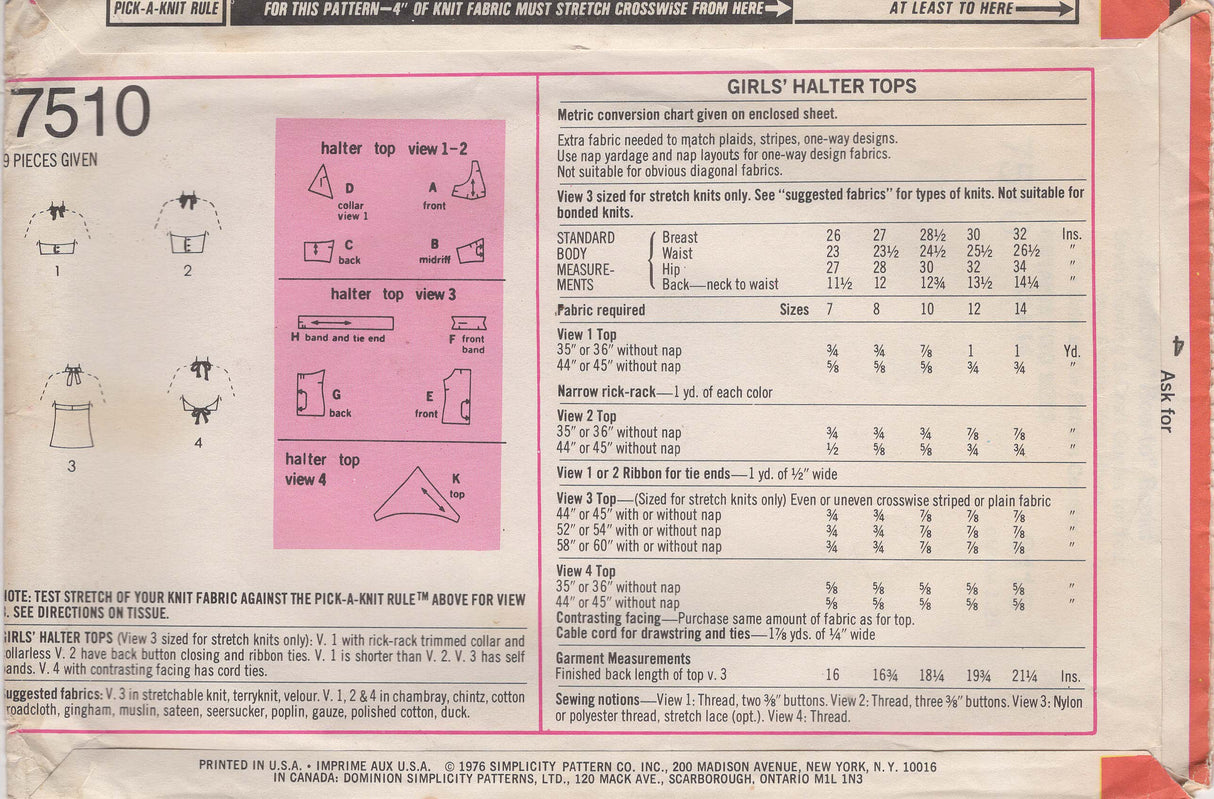 PICK-A-KNIT RULE
FOR THIS PATTERN—4" OF KNIT FABRIC MUST STRETCH CROSSWISE FROM HERE
AT LEAST TO HERE
7510
9 PIECES GIVEN
1
2
3
4
halter top view 1-2
D
collar
view 1
A
front
C
back
B
midriff
halter top view 3
H band and tie end
F front
band
G
back
E
front
halter top
view 4
K
top
NOTE: TEST STRETCH OF YOUR KNIT FABRIC AGAINST THE PICK-A-KNIT RULE™ ABOVE FOR VIEW
3. SEE DIRECTIONS ON TISSUE.
GIRLS' HALTER TOPS (View 3 sized for stretch knits only): V. 1 with rick-rack trimmed collar and
collarless V. 2 have back button closing and ribbon ties. V. 1 is shorter than V. 2. V. 3 has self
bands. V. 4 with contrasting facing has cord ties.
Suggested fabrics: V. 3 in stretchable knit, terryknit, velour. V. 1, 2 & 4 in chambray, chintz, cotton
broadcloth, gingham, muslin, sateen, seersucker, poplin, gauze, polished cotton, duck.
GIRLS' HALTER TOPS
Metric conversion chart given on enclosed sheet.
Extra fabric needed to match plaids, stripes, one-way designs.
Use nap yardage and nap layouts for one-way design fabrics.
Not suitable for obvious diagonal fabrics.
View 3 sized for stretch knits only. See "suggested fabrics" for types of knits. Not suitable for
bonded knits.
STANDARD Breast 26 27 28½ 30 32 Ins.
BODY Waist 23 23½ 24½ 25½ 26½ "
MEASURE- Hip 27 28 30 32 34 "
MENTS Back—neck to waist 11½ 12 12¾ 13½ 14¼ "
Fabric required Sizes 7 8 10 12 14
View 1 Top
35" or 36" without nap ¾ ¾ ⅞ 1 1 Yd.
44" or 45" without nap ⅝ ⅝ ⅝ ¾ ¾ "
Narrow rick-rack—1 yd. of each color
View 2 Top
35" or 36" without nap ¾ ¾ ¾ ⅞ ⅞ "
44" or 45" without nap ½ ⅝ ⅝ ¾ ¾ "
View 1 or 2 Ribbon for tie ends—1 yd. of ½" wide
View 3 Top—(Sized for stretch knits only) Even or uneven crosswise striped or plain fabric
44" or 45" with or without nap ¾ ¾ ⅞ ⅞ ⅞ "
52" or 54" with or without nap ¾ ¾ ⅞ ⅞ ⅞ "
58" or 60" with or without nap ¾ ¾ ⅞ ⅞ ⅞ "
View 4 Top
35" or 36" without nap ⅝ ⅝ ⅝ ⅝ ⅝ "
44" or 45" without nap ⅝ ⅝ ⅝ ⅝ ⅝ "
Contrasting facing—Purchase same amount of fabric as for top.
Cable cord for drawstring and ties—1⅞ yds. of ¼" wide
Garment Measurements
Finished back length of top v. 3 16 16¾ 18¼ 19¾ 21¼ Ins.
Sewing notions—View 1: Thread, two ⅜" buttons. View 2: Thread, three ⅜" buttons. View 3: Nylon
or polyester thread, stretch lace (opt.). View 4: Thread.
4
Ask for
PRINTED IN U.S.A. • IMPRIME AUX U.S.A. © 1976 SIMPLICITY PATTERN CO. INC., 200 MADISON AVENUE, NEW YORK, N.Y. 10016
IN CANADA: DOMINION SIMPLICITY PATTERNS, LTD., 120 MACK AVE., SCARBOROUGH, ONTARIO M1L 1N3